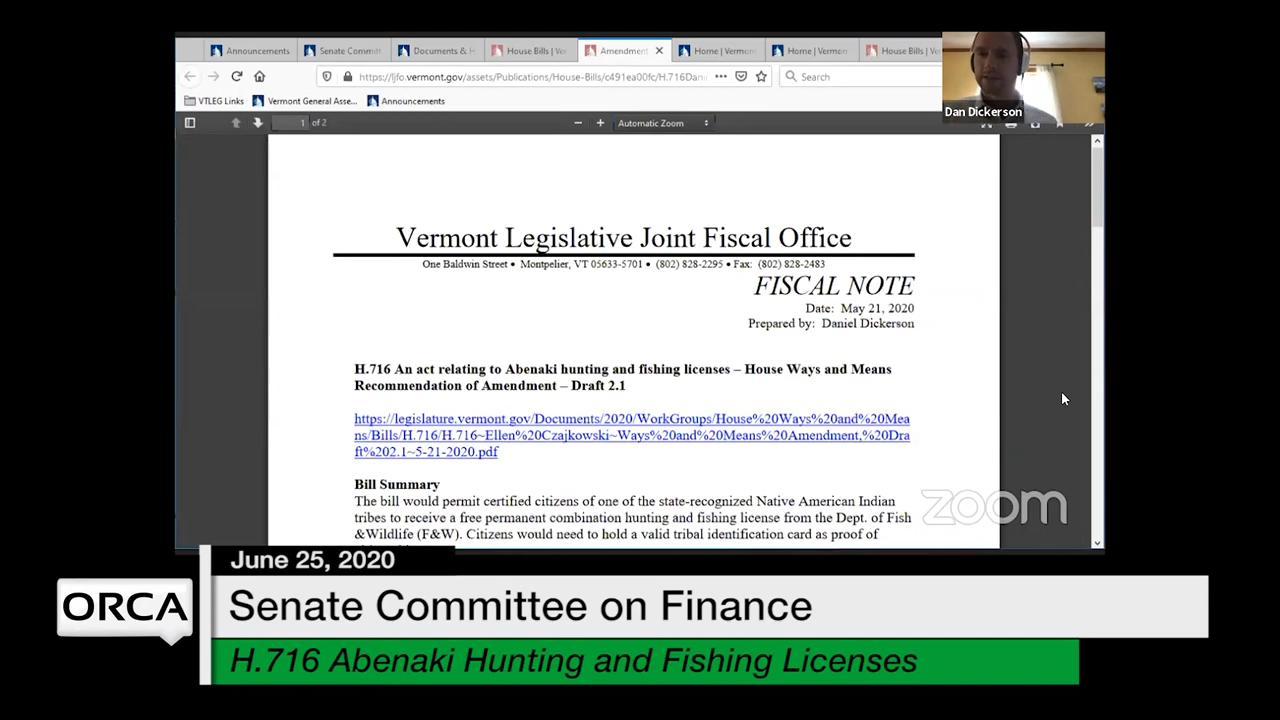 Announcements
Senate Committ
Documents & H
House Bills | Ve
Amendment
Home | Vermon
Home | Vermon
House Bills | Ve
https://ljfo.vermont.gov/assets/Publications/House-Bills/c491ea00fc/H.716Dan
Search
VTLEG Links
Vermont General Asse...
Announcements
1 of 2
Automatic Zoom
Dan Dickerson
Vermont Legislative Joint Fiscal Office
One Baldwin Street • Montpelier, VT 05633-5701 • (802) 828-2295 • Fax: (802) 828-2483
FISCAL NOTE
Date: May 21, 2020
Prepared by: Daniel Dickerson
H.716 An act relating to Abenaki hunting and fishing licenses – House Ways and Means
Recommendation of Amendment – Draft 2.1
https://legislature.vermont.gov/Documents/2020/WorkGroups/House%20Ways%20and%20Mea
ns/Bills/H.716/H.716~Ellen%20Czajkowski~Ways%20and%20Means%20Amendment,%20Dra
ft%202.1~5-21-2020.pdf
Bill Summary
The bill would permit certified citizens of one of the state-recognized Native American Indian
tribes to receive a free permanent combination hunting and fishing license from the Dept. of Fish
&Wildlife (F&W). Citizens would need to hold a valid tribal identification card as proof of
zoom
June 25, 2020
ORCA
Senate Committee on Finance
H.716 Abenaki Hunting and Fishing Licenses